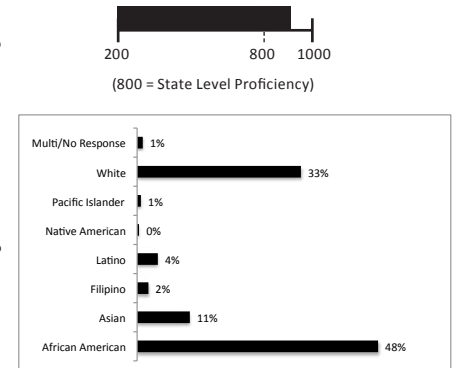 200 800 1000
(800 = State Level Proficiency)
Multi/No Response 1%
White 33%
Pacific Islander 1%
Native American 0%
Latino 4%
Filipino 2%
Asian 11%
African American 48%